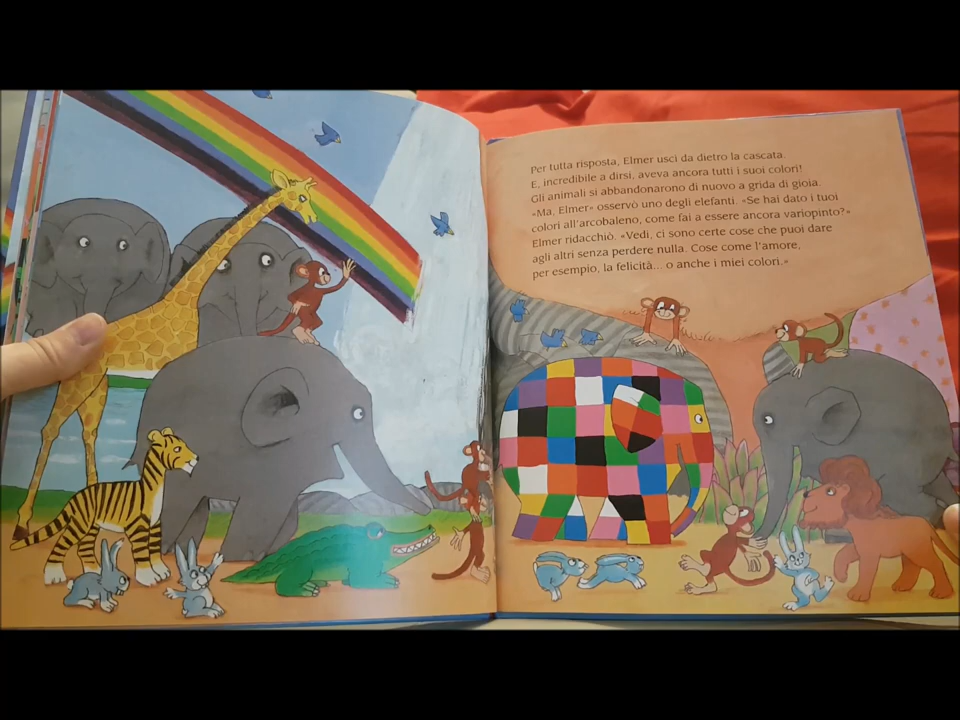 Per tutta risposta, Elmer uscì da dietro la cascata.
E, incredibile a dirsi, aveva ancora tutti i suoi colori!
Gli animali si abbandonarono di nuovo a grida di gioia.
«Ma, Elmer» osservò uno degli elefanti. «Se hai dato i tuoi
colori all'arcobaleno, come fai a essere ancora variopinto?»
Elmer ridacchiò. «Vedi, ci sono certe cose che puoi dare
agli altri senza perdere nulla. Cose come l'amore,
per esempio, la felicità... o anche i miei colori.»